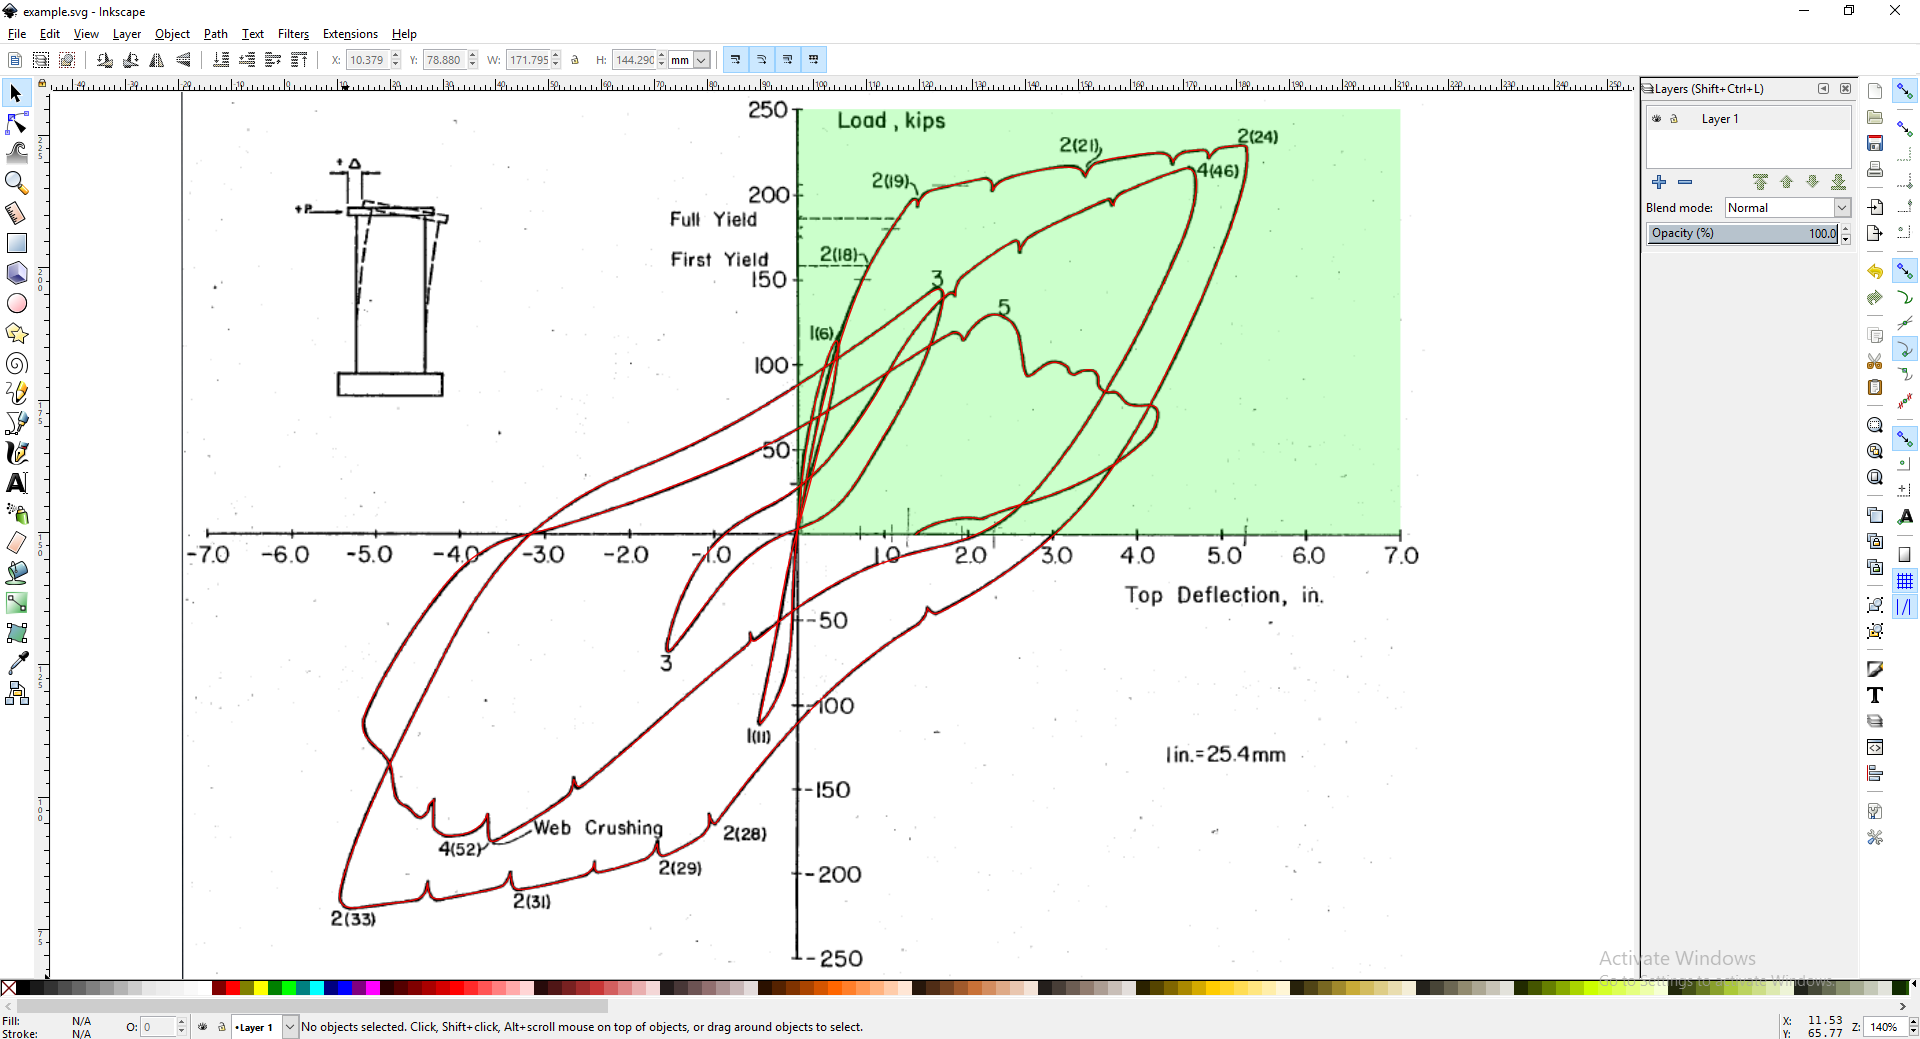 example.svg - Inkscape
File Edit View Layer Object Path Text Filters Extensions Help
X: 10.379 Y: 78.880 W: 171.795 H: 144.290 mm
Layers (Shift+Ctrl+L)
Layer 1
Blend mode: Normal
Opacity (%) 100.0
250
Load, kips
2(24)
2(21)
+Δ
4(46)
2(19)
200
+P
Full Yield
First Yield
2(18)
150
3
5
1(6)
100
50
-7.0 -6.0 -5.0 -4.0 -3.0 -2.0 -1.0 1.0 2.0 3.0 4.0 5.0 6.0 7.0
Top Deflection, in.
-50
3
-100
1(11)
1in.=25.4mm
-150
Web Crushing
2(28)
4(52)
2(29)
-200
2(31)
2(33)
-250
Activate Windows
Go to Settings to activate Windows.
Fill: N/A
Stroke: N/A
O: 0
•Layer 1
No objects selected. Click, Shift+click, Alt+scroll mouse on top of objects, or drag around objects to select.
X: 11.53
Y: 65.77
Z: 140%